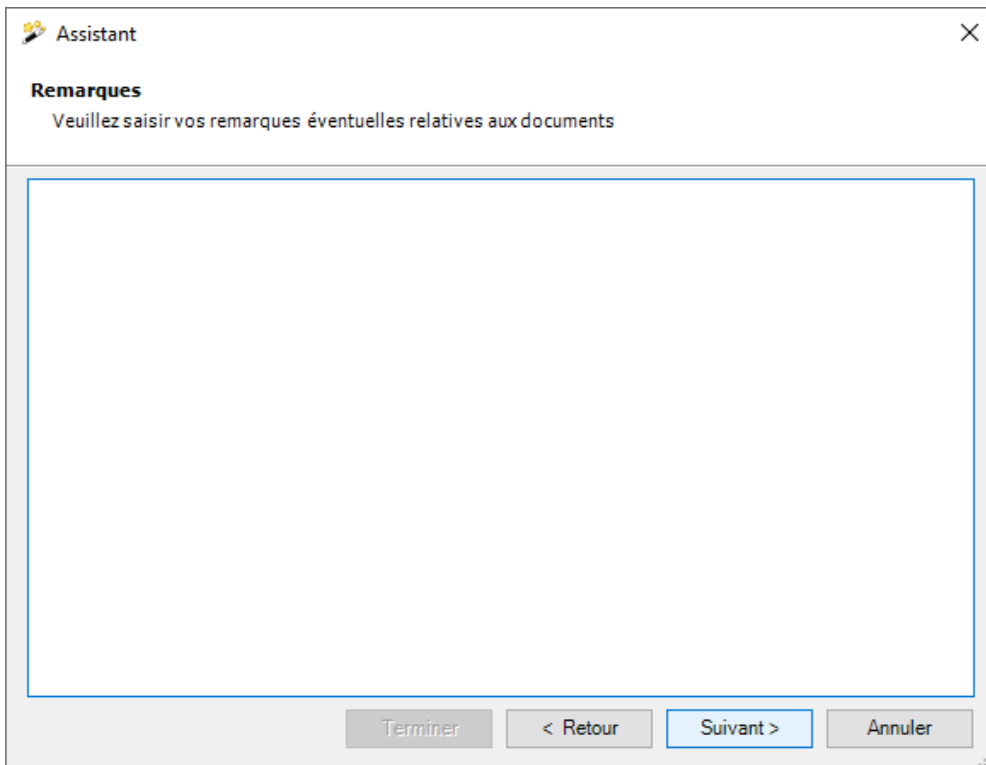 Assistant
Remarques
Veuillez saisir vos remarques éventuelles relatives aux documents
Terminer
< Retour
Suivant >
Annuler